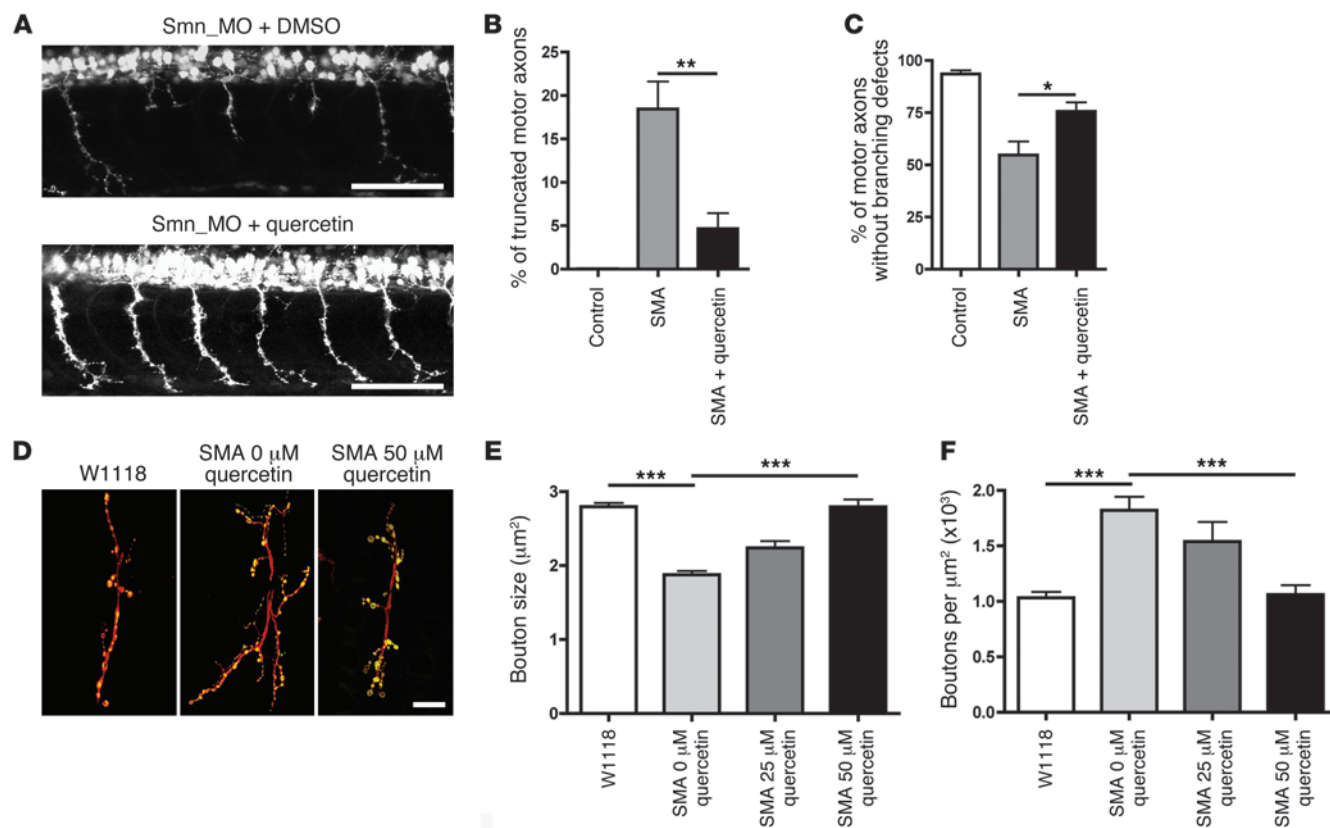 A
Smn_MO + DMSO
Smn_MO + quercetin
B
% of truncated motor axons
25
20
15
10
5
0
Control
SMA
SMA + quercetin
**
C
% of motor axons
without branching defects
100
75
50
25
0
Control
SMA
SMA + quercetin
*
D
W1118
SMA 0 μM
quercetin
SMA 50 μM
quercetin
E
Bouton size (μm²)
3
2
1
0
W1118
SMA 0 μM
quercetin
SMA 25 μM
quercetin
SMA 50 μM
quercetin
***
***
F
Boutons per μm² (x10³)
2.0
1.5
1.0
0.5
0.0
W1118
SMA 0 μM
quercetin
SMA 25 μM
quercetin
SMA 50 μM
quercetin
***
***